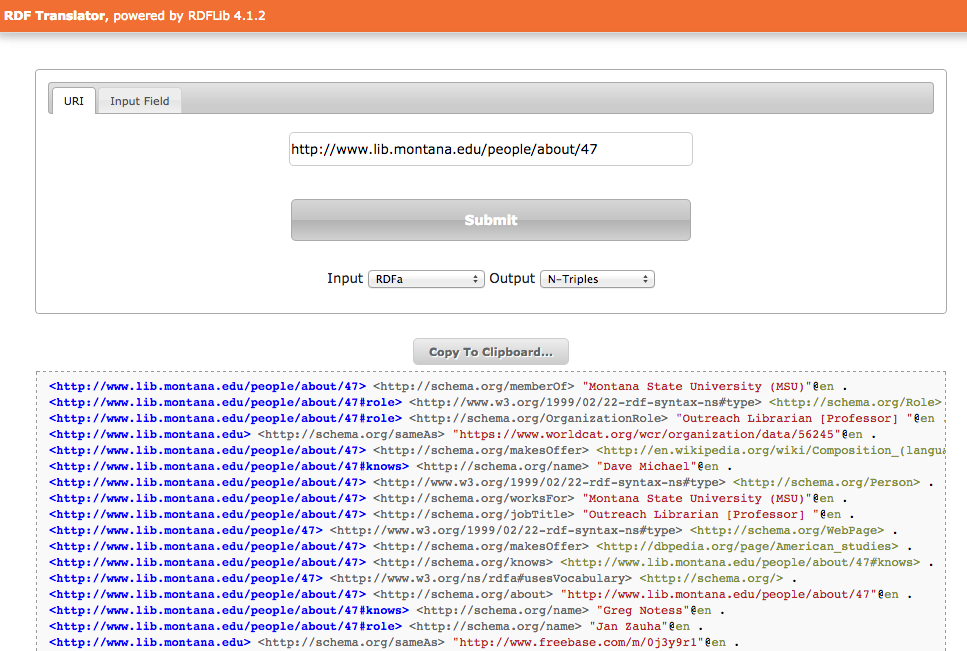 RDF Translator, powered by RDFLib 4.1.2
URI Input Field
http://www.lib.montana.edu/people/about/47
Submit
Input RDFa Output N-Triples
Copy To Clipboard...
<http://www.lib.montana.edu/people/about/47> <http://schema.org/memberOf> "Montana State University (MSU)"@en .
<http://www.lib.montana.edu/people/about/47#role> <http://www.w3.org/1999/02/22-rdf-syntax-ns#type> <http://schema.org/Role>
<http://www.lib.montana.edu/people/about/47#role> <http://schema.org/OrganizationRole> "Outreach Librarian [Professor] "@en .
<http://www.lib.montana.edu> <http://schema.org/sameAs> "https://www.worldcat.org/wcr/organization/data/56245"@en .
<http://www.lib.montana.edu/people/about/47> <http://schema.org/makesOffer> <http://en.wikipedia.org/wiki/Composition_(langua
<http://www.lib.montana.edu/people/about/47#knows> <http://schema.org/name> "Dave Michael"@en .
<http://www.lib.montana.edu/people/about/47> <http://www.w3.org/1999/02/22-rdf-syntax-ns#type> <http://schema.org/Person> .
<http://www.lib.montana.edu/people/about/47> <http://schema.org/worksFor> "Montana State University (MSU)"@en .
<http://www.lib.montana.edu/people/about/47> <http://schema.org/jobTitle> "Outreach Librarian [Professor] "@en .
<http://www.lib.montana.edu/people/47> <http://www.w3.org/1999/02/22-rdf-syntax-ns#type> <http://schema.org/WebPage> .
<http://www.lib.montana.edu/people/about/47> <http://schema.org/makesOffer> <http://dbpedia.org/page/American_studies> .
<http://www.lib.montana.edu/people/about/47> <http://schema.org/knows> <http://www.lib.montana.edu/people/about/47#knows> .
<http://www.lib.montana.edu/people/47> <http://www.w3.org/ns/rdfa#usesVocabulary> <http://schema.org/> .
<http://www.lib.montana.edu/people/about/47> <http://schema.org/about> "http://www.lib.montana.edu/people/about/47"@en .
<http://www.lib.montana.edu/people/about/47#knows> <http://schema.org/name> "Greg Notess"@en .
<http://www.lib.montana.edu/people/about/47#role> <http://schema.org/name> "Jan Zauha"@en .
<http://www.lib.montana.edu> <http://schema.org/sameAs> "http://www.freebase.com/m/0j3y9r1"@en .